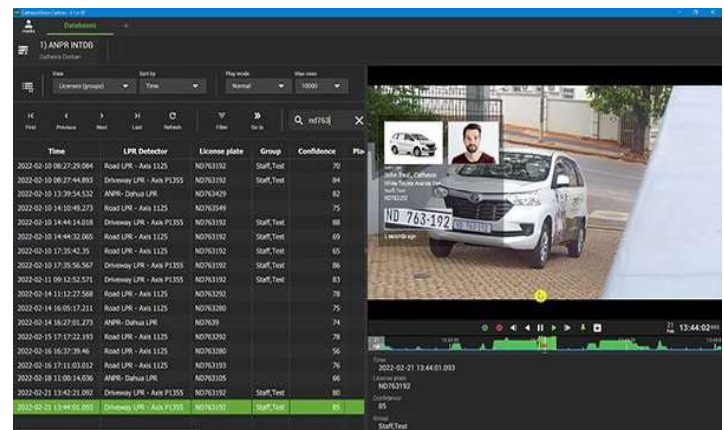 Databases
1) ANPR INTDB
Cathexis Durban
View
Sort by
Play mode
Max rows
Licenses (groups)
Time
Normal
10000
First
Previous
Next
Last
Refresh
Filter
Go to
nd763
Time LPR Detector License plate Group Confidence
2022-02-10 08:27:29.084 Road LPR - Axis 1125 ND763192 Staff,Test 70
2022-02-10 08:27:44.893 Driveway LPR - Axis P1355 ND763192 Staff,Test 84
2022-02-10 13:39:54.532 ANPR- Dahua LPR ND763429 82
2022-02-10 14:10:49.273 Road LPR - Axis 1125 ND763549 75
2022-02-10 14:44:14.018 Driveway LPR - Axis P1355 ND763192 Staff,Test 88
2022-02-10 14:44:32.065 Road LPR - Axis 1125 ND763192 Staff,Test 69
2022-02-10 17:35:42.35 Road LPR - Axis 1125 ND763192 Staff,Test 65
2022-02-10 17:35:56.567 Driveway LPR - Axis P1355 ND763192 Staff,Test 86
2022-02-11 09:12:52.571 Driveway LPR - Axis P1355 ND763192 Staff,Test 83
2022-02-14 11:12:27.568 Road LPR - Axis 1125 ND763292 78
2022-02-14 16:05:17.211 Road LPR - Axis 1125 ND763280 75
2022-02-14 16:27:01.273 ANPR- Dahua LPR ND7639 74
2022-02-15 17:17:22.193 Road LPR - Axis 1125 ND763292 78
2022-02-16 16:37:39.46 Road LPR - Axis 1125 ND763280 56
2022-02-16 17:11:03.012 Road LPR - Axis 1125 ND763193 76
2022-02-18 11:00:14.036 ANPR- Dahua LPR ND763105 66
2022-02-21 13:42:21.092 Driveway LPR - Axis P1355 ND763192 Staff,Test 80
2022-02-21 13:44:01.093 Driveway LPR - Axis P1355 ND763192 Staff,Test 85
Staff,Test
ND763192
ND 763-192
seconds ago
21 Feb 13:44:02
Time
2022-02-21 13:44:01.093
License plate
ND763192
Confidence
85
Group
Staff,Test